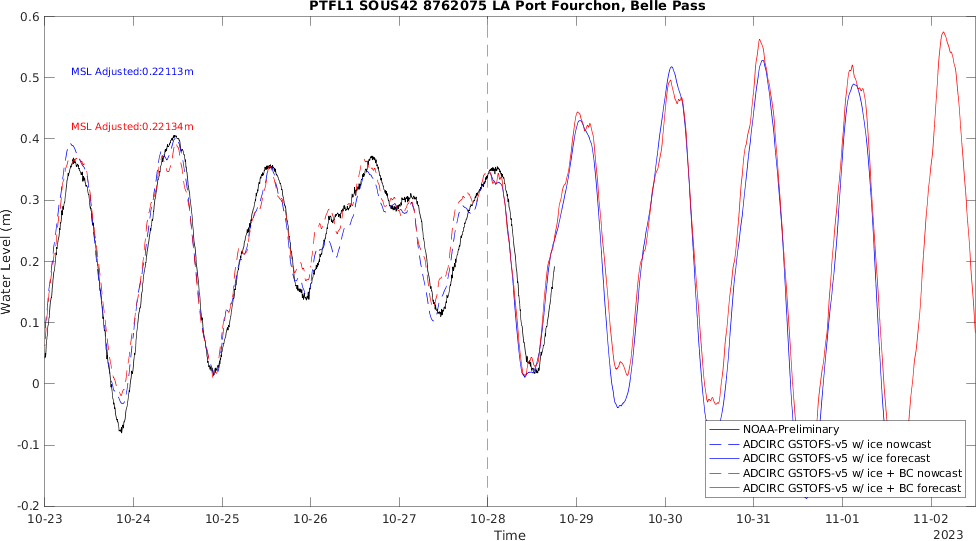 PTFL1 SOUS42 8762075 LA Port Fourchon, Belle Pass
0.6
0.5
0.4
0.3
0.2
0.1
0
-0.1
-0.2
Water Level (m)
MSL Adjusted:0.22113m
MSL Adjusted:0.22134m
NOAA-Preliminary
ADCIRC GSTOFS-v5 w/ ice nowcast
ADCIRC GSTOFS-v5 w/ ice forecast
ADCIRC GSTOFS-v5 w/ ice + BC nowcast
ADCIRC GSTOFS-v5 w/ ice + BC forecast
10-23 10-24 10-25 10-26 10-27 10-28 10-29 10-30 10-31 11-01 11-02
Time
2023